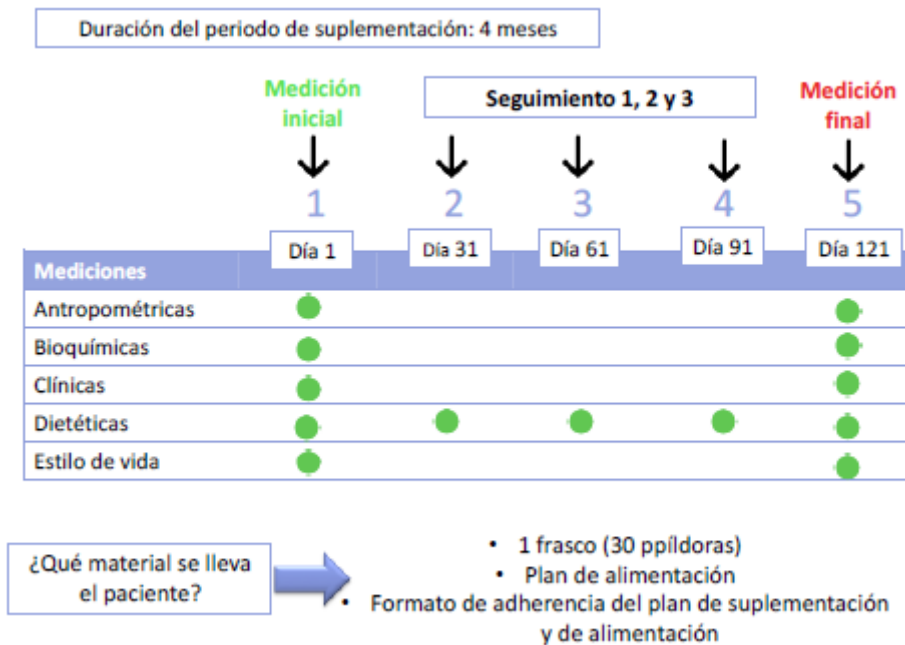 Duración del periodo de suplementación: 4 meses
Medición
inicial
Seguimiento 1, 2 y 3
Medición
final
1 2 3 4 5
Día 1 Día 31 Día 61 Día 91 Día 121
Mediciones
Antropométricas
Bioquímicas
Clínicas
Dietéticas
Estilo de vida
¿Qué material se lleva
el paciente?
• 1 frasco (30 ppíldoras)
• Plan de alimentación
• Formato de adherencia del plan de suplementación
y de alimentación